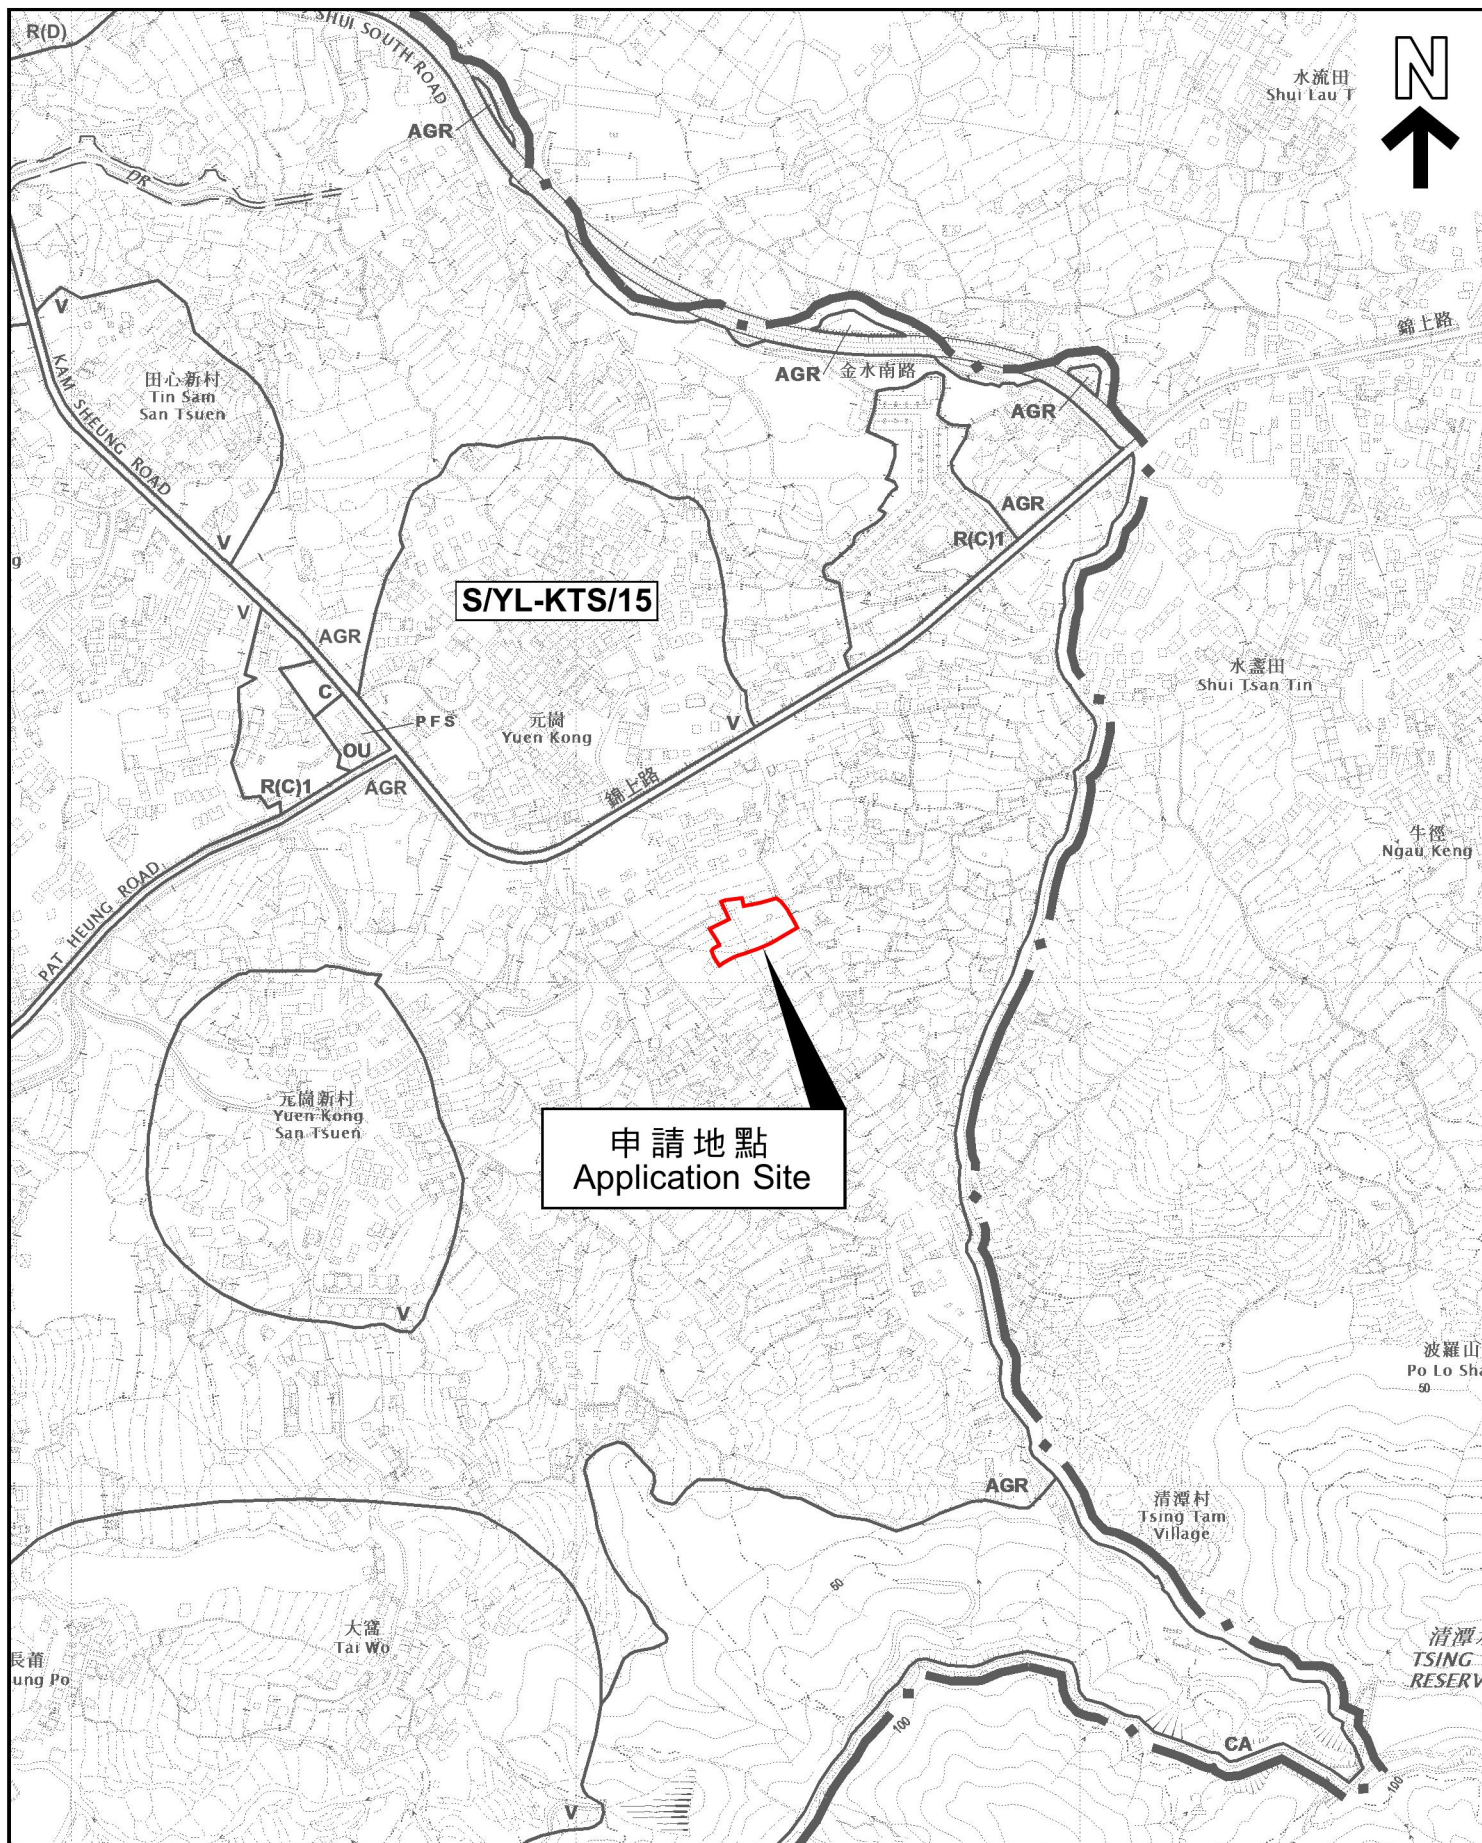 R(D)
SHUI SOUTH ROAD
N
水流田
Shui Lau T
AGR
DR
V
錦上路
田心新村
Tin Sam
San Tsuen
KAM SHEUNG ROAD
AGR
金水南路
AGR
AGR
R(C)1
V
g
S/YL-KTS/15
V
AGR
水盞田
Shui Tsan Tin
C
PFS
元崗
Yuen Kong
V
OU
R(C)1
AGR
錦上路
牛徑
Ngau Keng
PAT HEUNG ROAD
元崗新村
Yuen Kong
San Tsuen
申請地點
Application Site
V
波羅山
Po Lo Sha
50
AGR
清潭村
Tsing Tam
Village
50
大窩
Tai Wo
長莆
ung Po
清潭
TSING
RESERV
100
CA
100
V